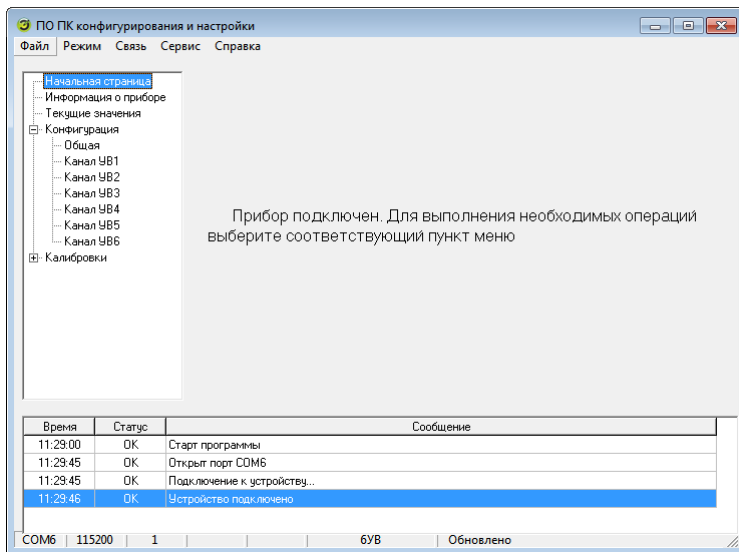 ПО ПК конфигурирования и настройки
Файл Режим Связь Сервис Справка
Начальная страница
Информация о приборе
Текущие значения
Конфигурация
Общая
Канал УВ1
Канал УВ2
Канал УВ3
Канал УВ4
Канал УВ5
Канал УВ6
Калибровки
Прибор подключен. Для выполнения необходимых операций
выберите соответствующий пункт меню
Время Статус Сообщение
11:29:00 OK Старт программы
11:29:45 OK Открыт порт COM6
11:29:45 OK Подключение к устройству...
11:29:46 OK Устройство подключено
COM6 115200 1 6УВ Обновлено